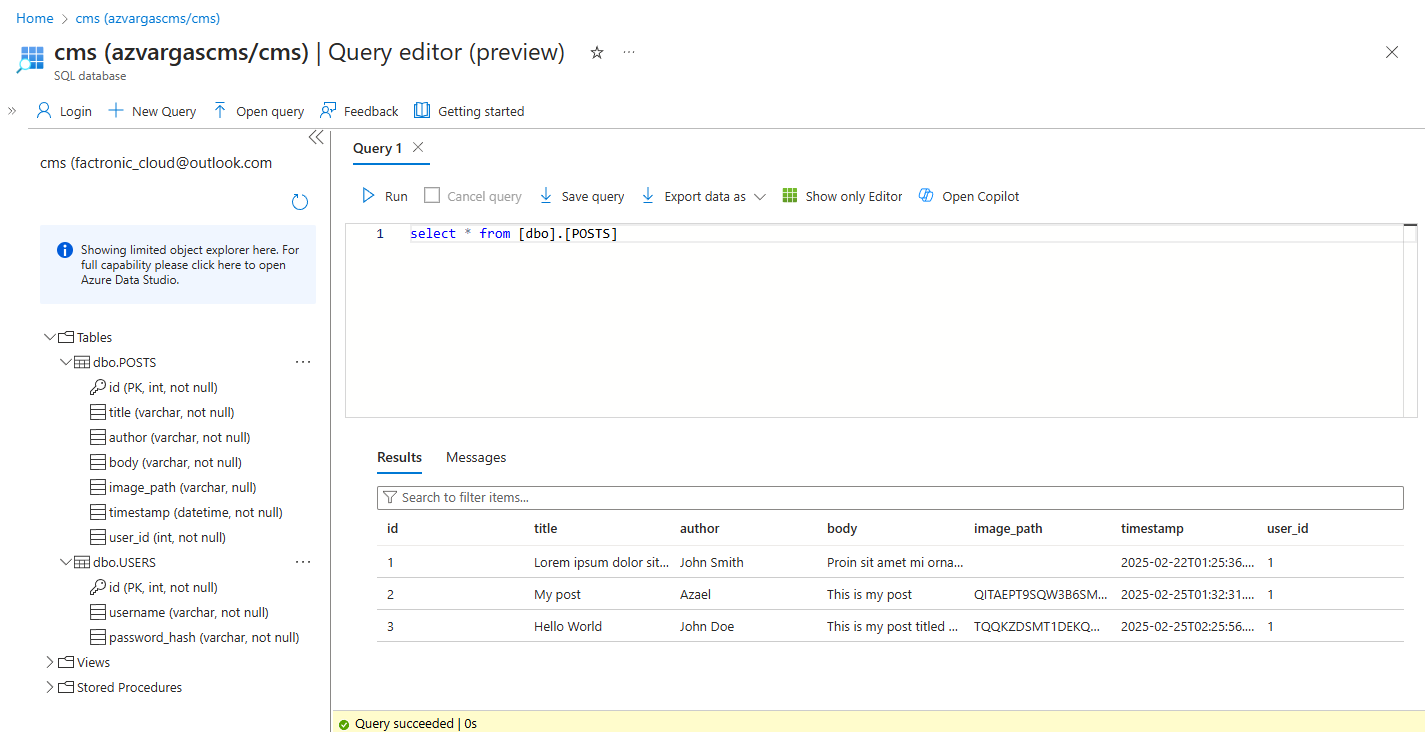 Home > cms (azvargascms/cms)
cms (azvargascms/cms) | Query editor (preview)
SQL database
Login
New Query
Open query
Feedback
Getting started
cms (factronic_cloud@outlook.com
Showing limited object explorer here. For
full capability please click here to open
Azure Data Studio.
Tables
dbo.POSTS
id (PK, int, not null)
title (varchar, not null)
author (varchar, not null)
body (varchar, not null)
image_path (varchar, null)
timestamp (datetime, not null)
user_id (int, not null)
dbo.USERS
id (PK, int, not null)
username (varchar, not null)
password_hash (varchar, not null)
Views
Stored Procedures
Query 1
Run
Cancel query
Save query
Export data as
Show only Editor
Open Copilot
1 select * from [dbo].[POSTS]
Results Messages
Search to filter items...
id title author body image_path timestamp user_id
1 Lorem ipsum dolor sit... John Smith Proin sit amet mi orna... 2025-02-22T01:25:36.... 1
2 My post Azael This is my post QITAEPT9SQW3B6SM... 2025-02-25T01:32:31.... 1
3 Hello World John Doe This is my post titled ... TQQKZDSMT1DEKQ... 2025-02-25T02:25:56.... 1
Query succeeded | 0s